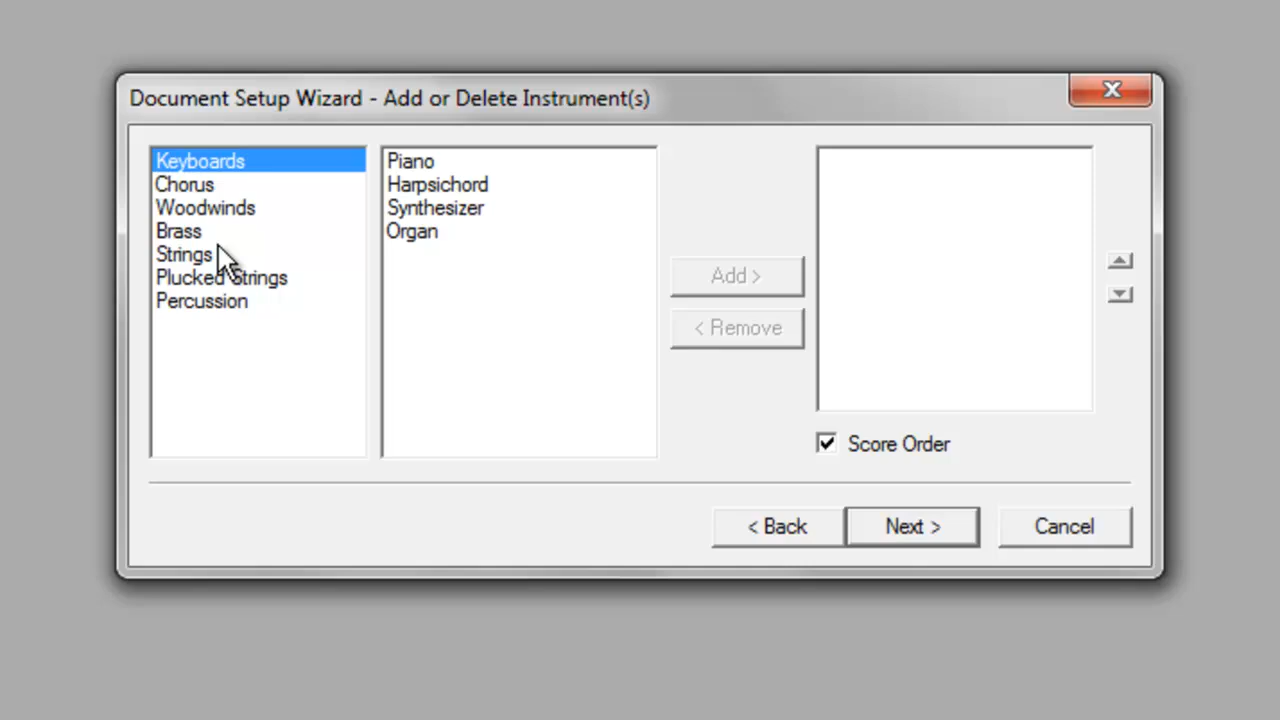 Document Setup Wizard - Add or Delete Instrument(s)
Keyboards
Chorus
Woodwinds
Brass
Strings
Plucked Strings
Percussion
Piano
Harpsichord
Synthesizer
Organ
Add >
< Remove
Score Order
< Back
Next >
Cancel